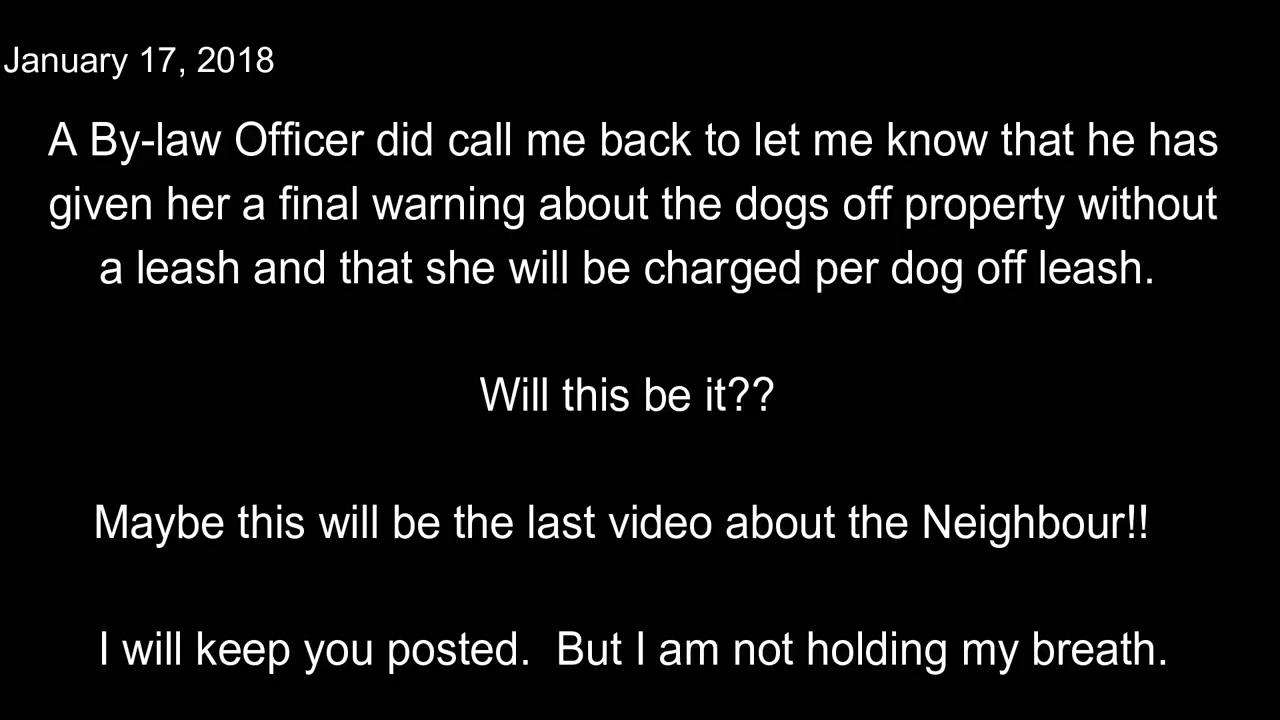 January 17, 2018
A By-law Officer did call me back to let me know that he has
given her a final warning about the dogs off property without
a leash and that she will be charged per dog off leash.
Will this be it??
Maybe this will be the last video about the Neighbour!!
I will keep you posted.  But I am not holding my breath.